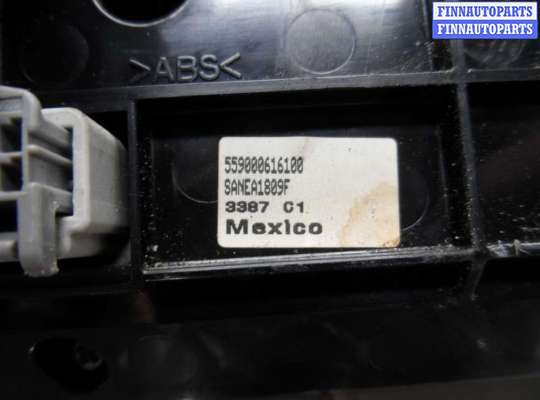 FINNAUTOPARTS
FINNAUTOPARTS
>ABS<
559000616100
SANEA1809F
3387 C1
Mexico